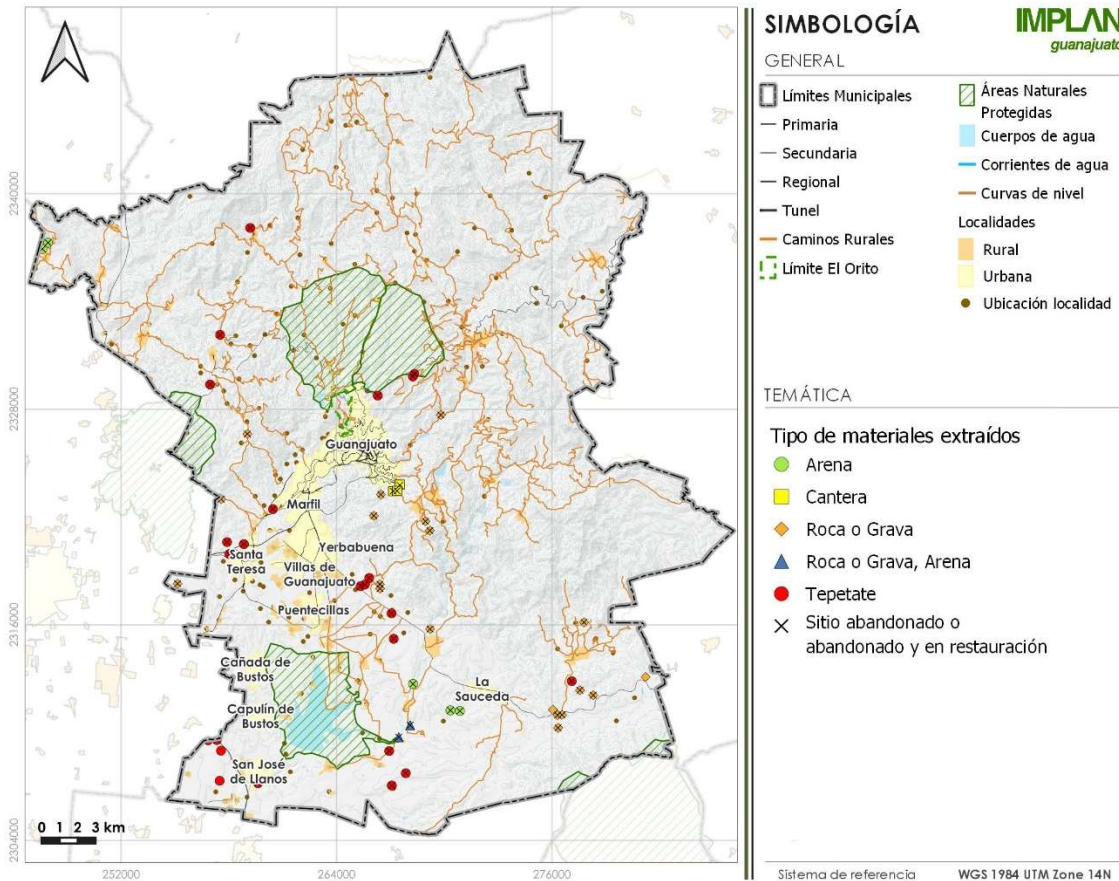 SIMBOLOGÍA
IMPLAN
guanajuato
GENERAL
Límites Municipales
Primaria
Secundaria
Regional
Tunel
Caminos Rurales
Límite El Orito
Áreas Naturales
Protegidas
Cuerpos de agua
Corrientes de agua
Curvas de nivel
Localidades
Rural
Urbana
Ubicación localidad
TEMÁTICA
Tipo de materiales extraídos
Arena
Cantera
Roca o Grava
Roca o Grava, Arena
Tepetate
Sitio abandonado o
abandonado y en restauración
Sistema de referencia WGS 1984 UTM Zone 14N
2340000
2328000
2316000
2304000
Guanajuato
Marfil
Yerbabuena
Santa
Teresa
Villas de
Guanajuato
Puentecillas
Cañada de
Bustos
La
Sauceda
Capulín de
Bustos
San José
de Llanos
0 1 2 3 km
252000
264000
276000